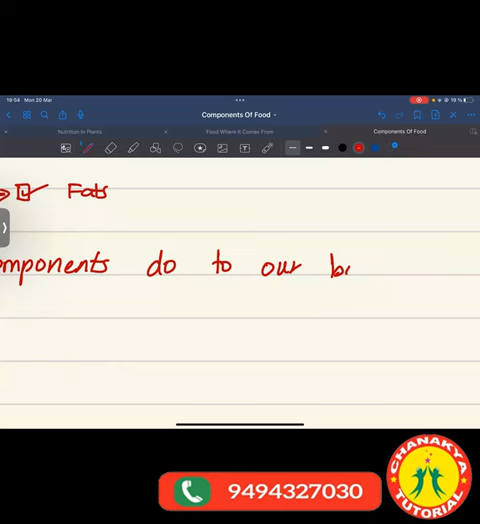 19:04 Mon 20 Mar
19 %
Components Of Food
Nutrition In Plants
Food Where It Comes From
Components Of Food
Fats
omponents do to our bo
9494327030
CHANAKYA
TUTORIAL